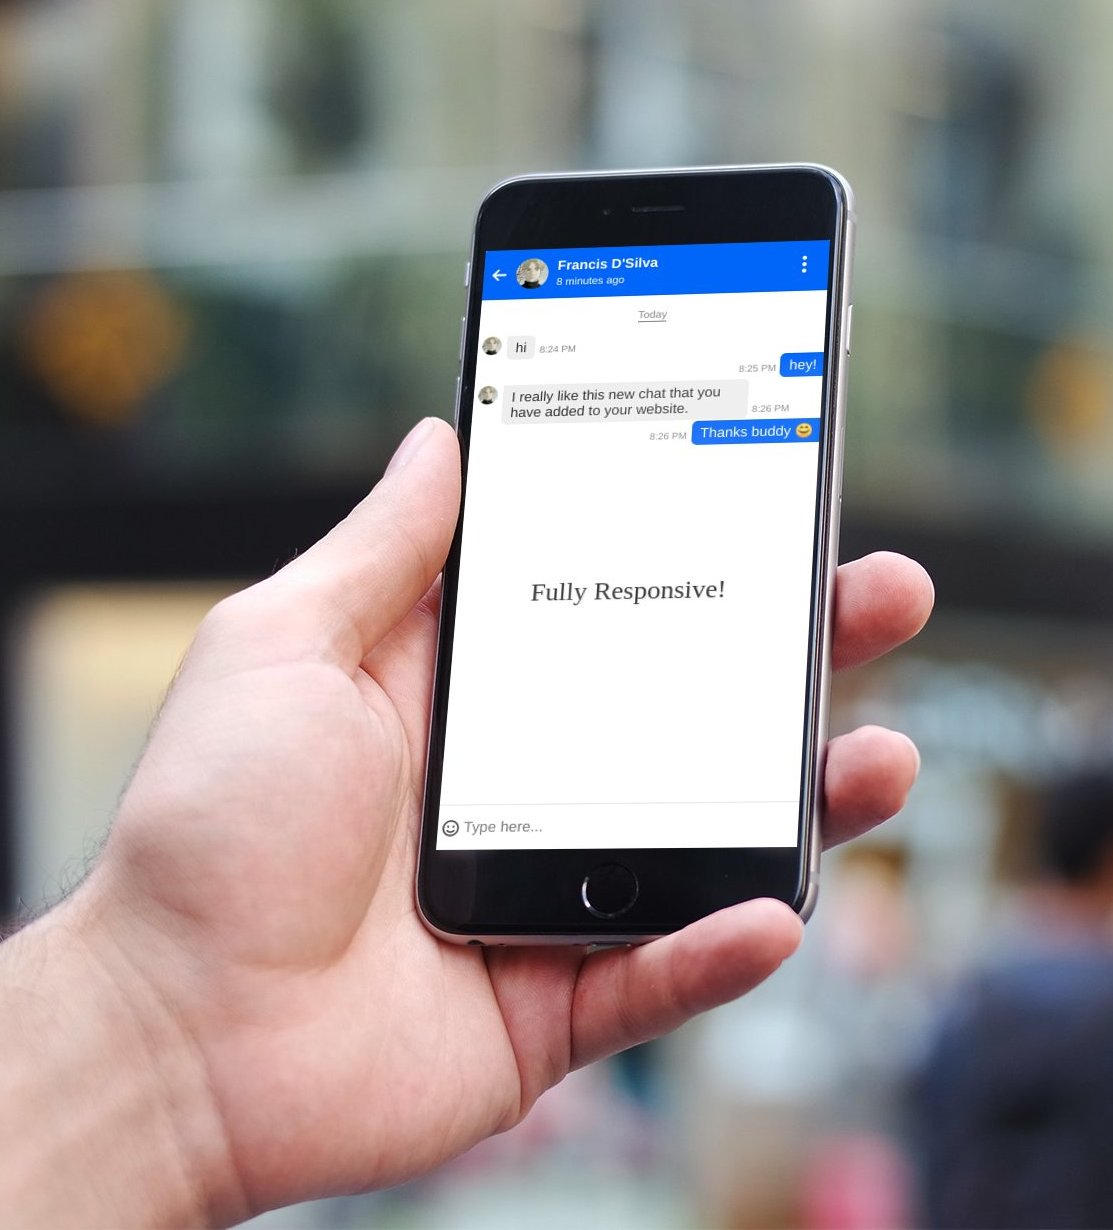 Francis D'Silva
8 minutes ago
Today
hi 8:24 PM
8:25 PM hey!
I really like this new chat that you
have added to your website.
8:26 PM
8:26 PM Thanks buddy 😊
Fully Responsive!
Type here...